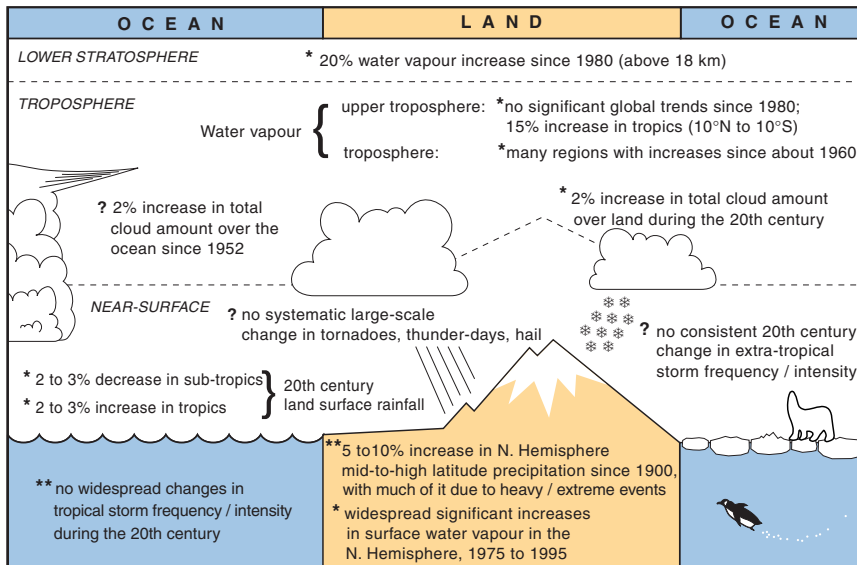 OCEAN LAND OCEAN
LOWER STRATOSPHERE
* 20% water vapour increase since 1980 (above 18 km)
TROPOSPHERE
Water vapour
upper troposphere: *no significant global trends since 1980;
15% increase in tropics (10°N to 10°S)
troposphere: *many regions with increases since about 1960
? 2% increase in total
cloud amount over the
ocean since 1952
* 2% increase in total cloud amount
over land during the 20th century
NEAR-SURFACE
? no systematic large-scale
change in tornadoes, thunder-days, hail
? no consistent 20th century
change in extra-tropical
storm frequency / intensity
* 2 to 3% decrease in sub-tropics
* 2 to 3% increase in tropics
20th century
land surface rainfall
** no widespread changes in
tropical storm frequency / intensity
during the 20th century
**5 to10% increase in N. Hemisphere
mid-to-high latitude precipitation since 1900,
with much of it due to heavy / extreme events
* widespread significant increases
in surface water vapour in the
N. Hemisphere, 1975 to 1995